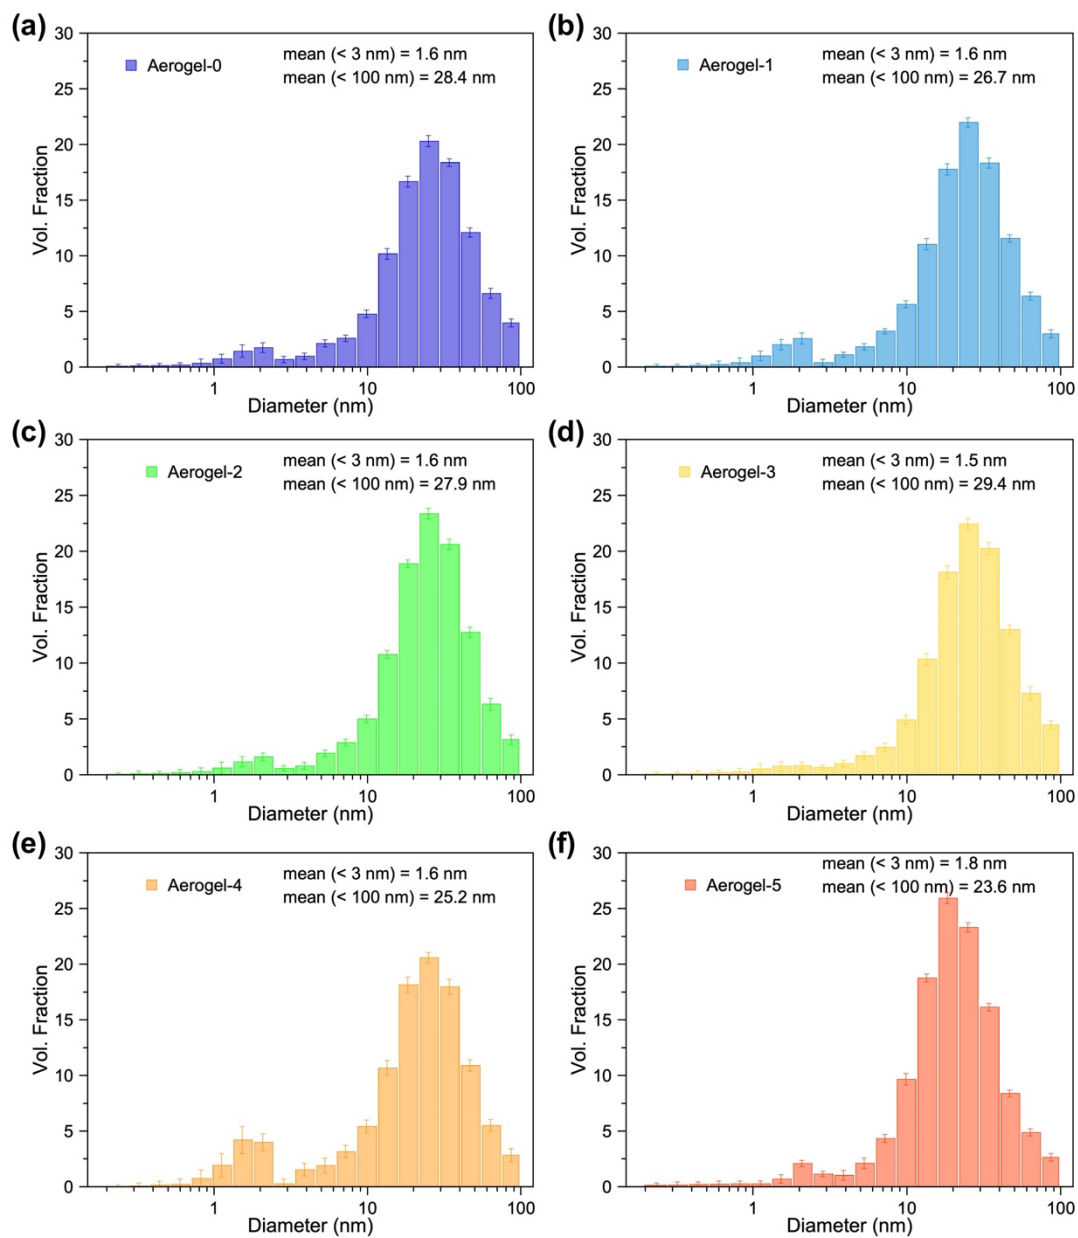 (a)
30
25
20
15
10
5
0
Vol. Fraction
Aerogel-0
mean (< 3 nm) = 1.6 nm
mean (< 100 nm) = 28.4 nm
1
10
100
Diameter (nm)
(b)
30
25
20
15
10
5
0
Vol. Fraction
Aerogel-1
mean (< 3 nm) = 1.6 nm
mean (< 100 nm) = 26.7 nm
1
10
100
Diameter (nm)
(c)
30
25
20
15
10
5
0
Vol. Fraction
Aerogel-2
mean (< 3 nm) = 1.6 nm
mean (< 100 nm) = 27.9 nm
1
10
100
Diameter (nm)
(d)
30
25
20
15
10
5
0
Vol. Fraction
Aerogel-3
mean (< 3 nm) = 1.5 nm
mean (< 100 nm) = 29.4 nm
1
10
100
Diameter (nm)
(e)
30
25
20
15
10
5
0
Vol. Fraction
Aerogel-4
mean (< 3 nm) = 1.6 nm
mean (< 100 nm) = 25.2 nm
1
10
100
Diameter (nm)
(f)
30
25
20
15
10
5
0
Vol. Fraction
Aerogel-5
mean (< 3 nm) = 1.8 nm
mean (< 100 nm) = 23.6 nm
1
10
100
Diameter (nm)